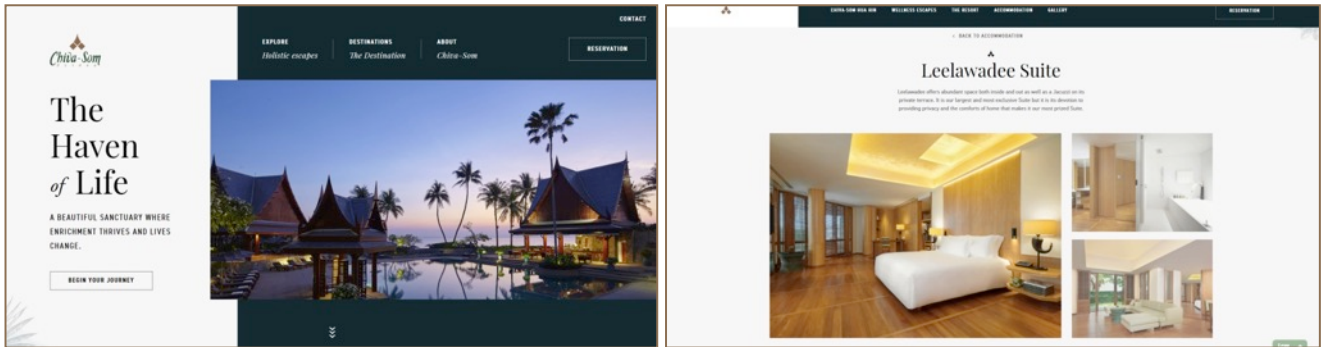 CONTACT
Chiva-Som
EXPLORE
Holistic escapes
DESTINATIONS
The Destination
ABOUT
Chiva-Som
RESERVATION
The
Haven
of Life
A BEAUTIFUL SANCTUARY WHERE
ENRICHMENT THRIVES AND LIVES
CHANGE.
BEGIN YOUR JOURNEY
CHIVA-SOM HUA HIN
WELLNESS ESCAPES
THE RESORT
ACCOMMODATION
GALLERY
RESERVATION
BACK TO ACCOMMODATION
Leelawadee Suite
Leelawadee offers abundant space both inside and out as well as a Jacuzzi on its
private terrace. It is our largest and most exclusive Suite but it is its devotion to
providing privacy and the comforts of home that makes it our most prized Suite.